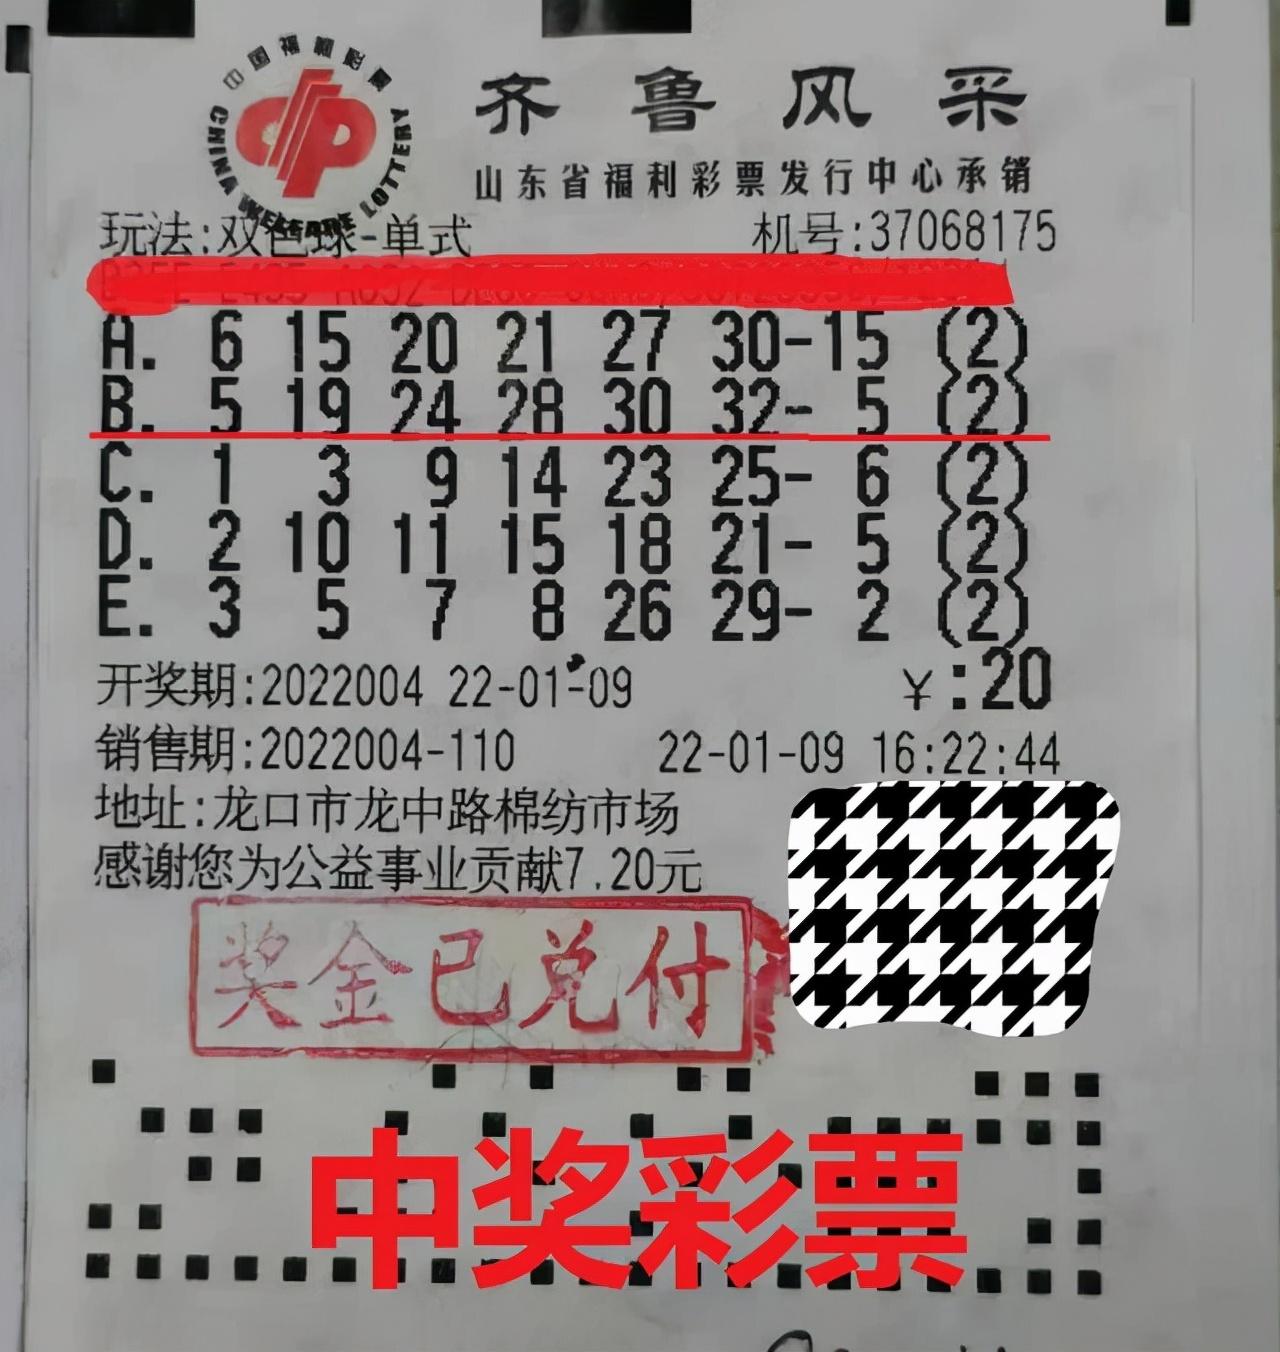 中国福利彩票
CHINA WELFARE LOTTERY
齐鲁风采
山东省福利彩票发行中心承销
玩法:双色球-单式 机号:37068175
A. 6 15 20 21 27 30-15 (2)
B. 5 19 24 28 30 32- 5 (2)
C. 1 3 9 14 23 25- 6 (2)
D. 2 10 11 15 18 21- 5 (2)
E. 3 5 7 8 26 29- 2 (2)
开奖期:2022004 22-01-09 ¥:20
销售期:2022004-110 22-01-09 16:22:44
地址:龙口市龙中路棉纺市场
感谢您为公益事业贡献7.20元
奖金已兑付
中奖彩票